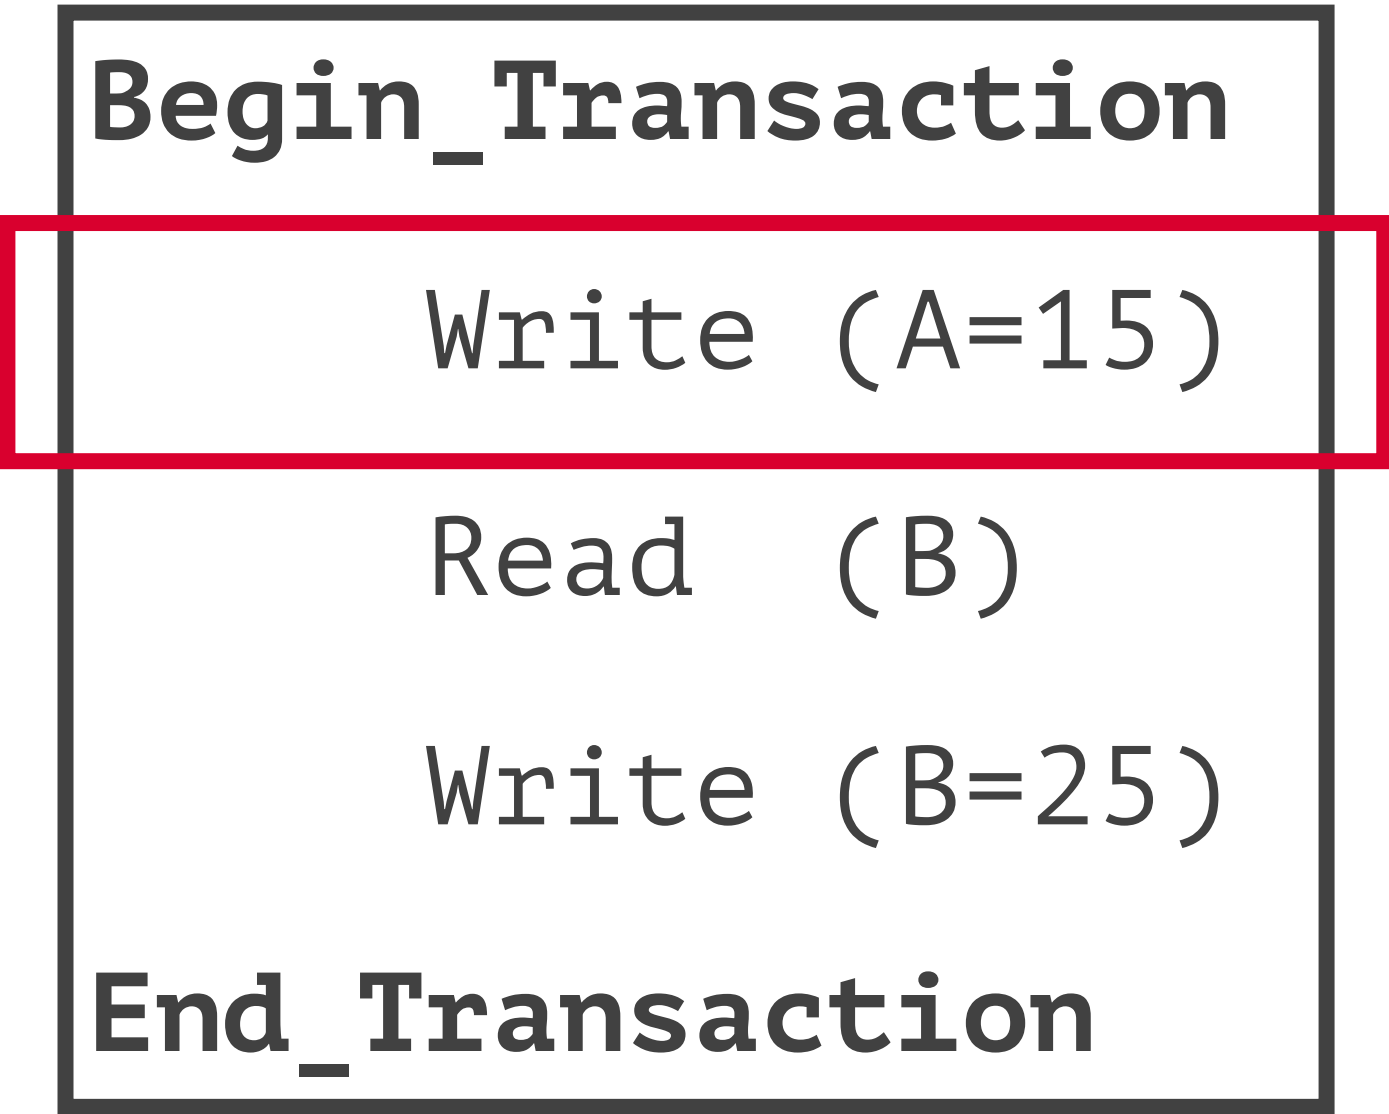 Begin_Transaction
Write (A=15)
Read (B)
Write (B=25)
End_Transaction